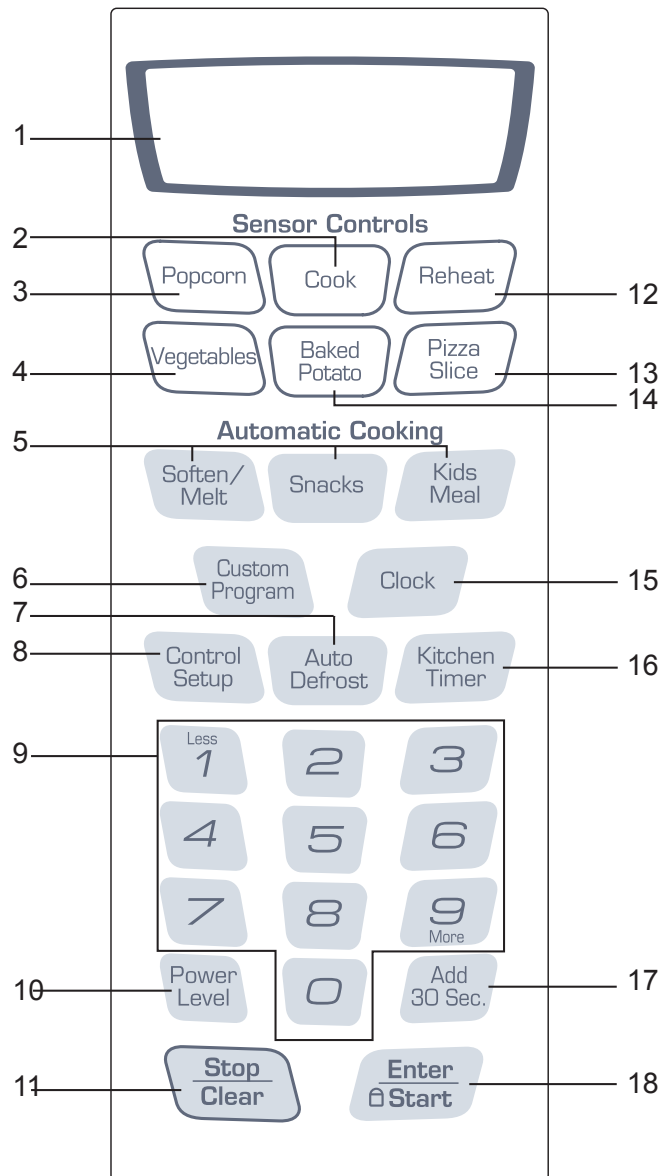 1
Sensor Controls
2
Popcorn
Cook
Reheat
3
12
Vegetables
Baked
Potato
Pizza
Slice
4
13
14
Automatic Cooking
5
Soften/
Melt
Snacks
Kids
Meal
6
Custom
Program
Clock
15
7
8
Control
Setup
Auto
Defrost
Kitchen
Timer
16
9
Less
1
2
3
4
5
6
7
8
9
More
10
Power
Level
0
Add
30 Sec.
17
11
Stop
Clear
Enter
Start
18